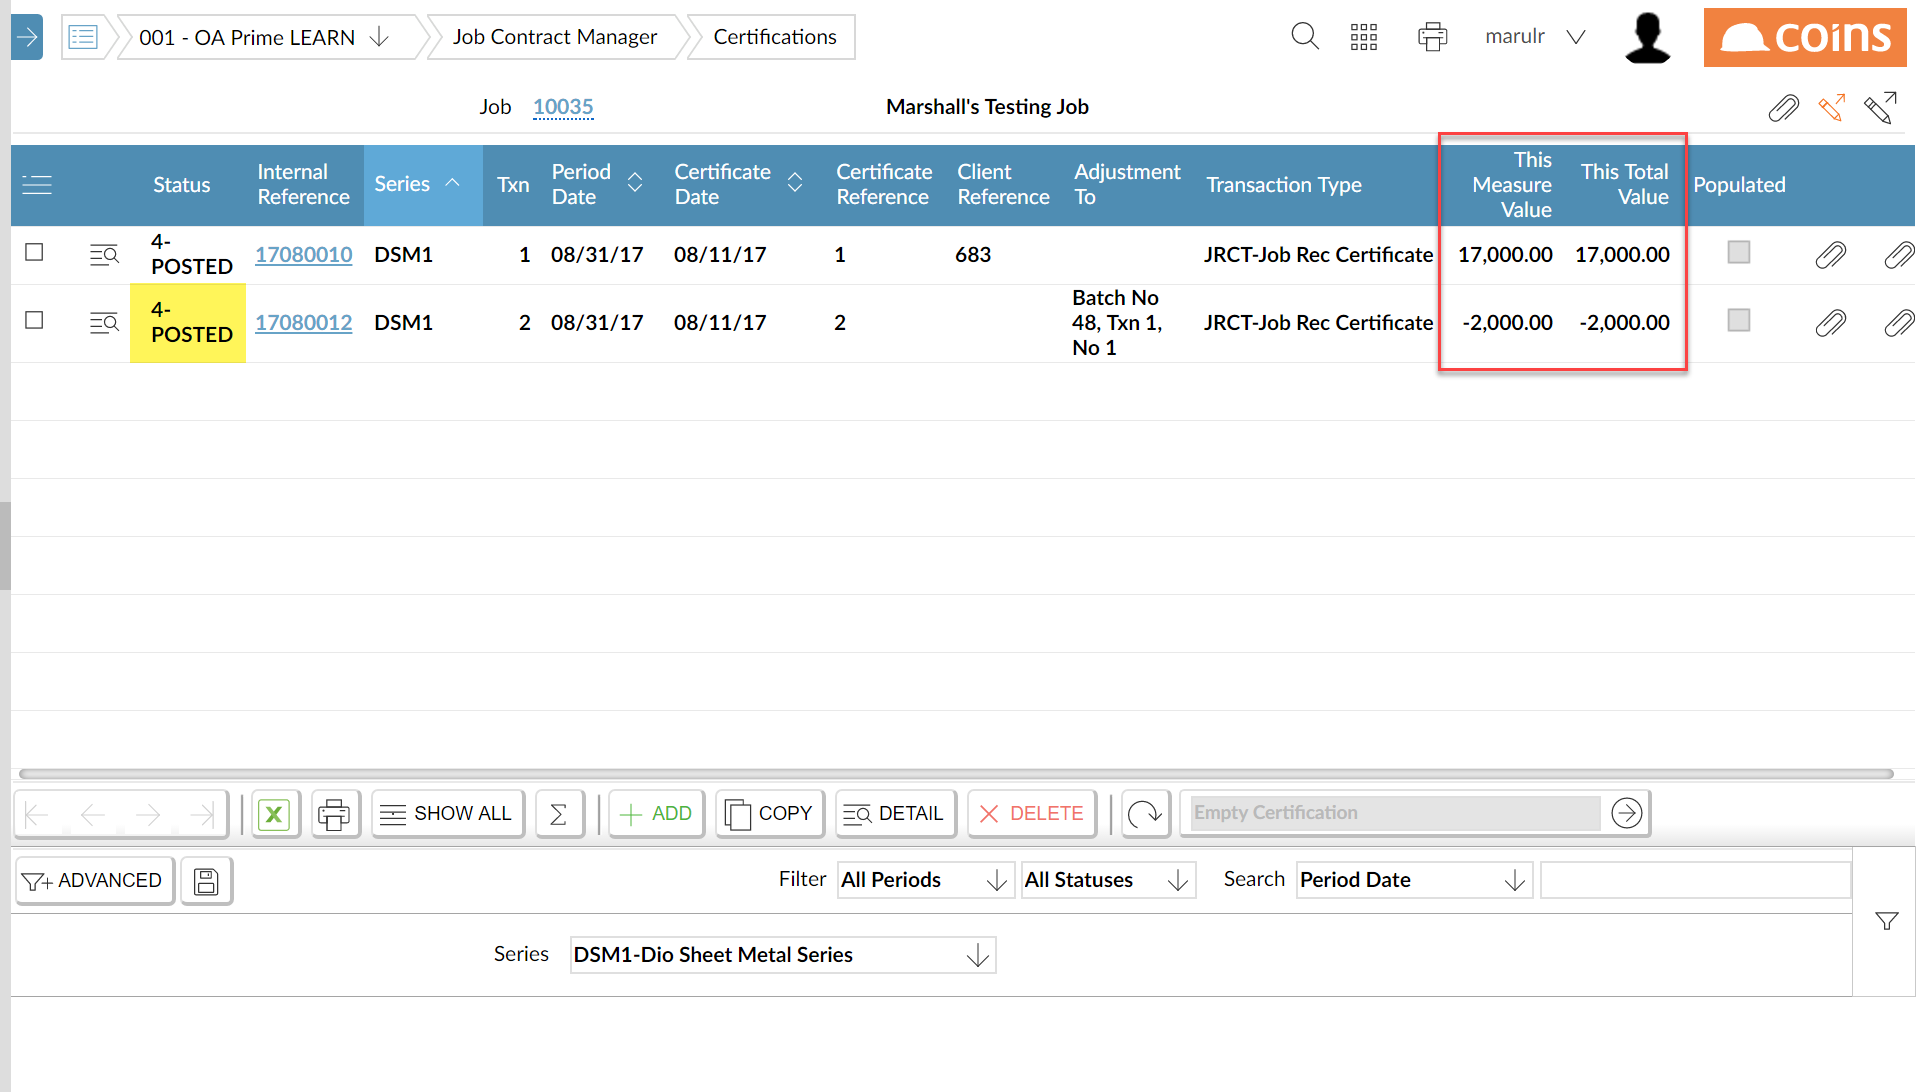 001 - OA Prime LEARN
Job Contract Manager
Certifications
marulr
coins
Job 10035 Marshall's Testing Job
Status
Internal Reference
Series
Txn
Period Date
Certificate Date
Certificate Reference
Client Reference
Adjustment To
Transaction Type
This Measure Value
This Total Value
Populated
4-POSTED 17080010 DSM1 1 08/31/17 08/11/17 1 683 JRCT-Job Rec Certificate 17,000.00 17,000.00
4-POSTED 17080012 DSM1 2 08/31/17 08/11/17 2 Batch No 48, Txn 1, No 1 JRCT-Job Rec Certificate -2,000.00 -2,000.00
SHOW ALL Σ ADD COPY DETAIL DELETE Empty Certification
ADVANCED Filter All Periods All Statuses Search Period Date
Series DSM1-Dio Sheet Metal Series